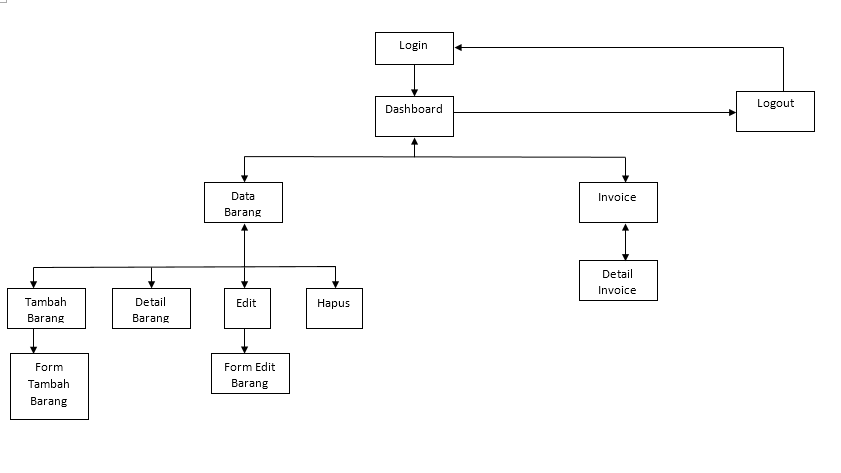 Login
Dashboard
Logout
Data
Barang
Invoice
Detail
Invoice
Tambah
Barang
Detail
Barang
Edit
Hapus
Form
Tambah
Barang
Form Edit
Barang